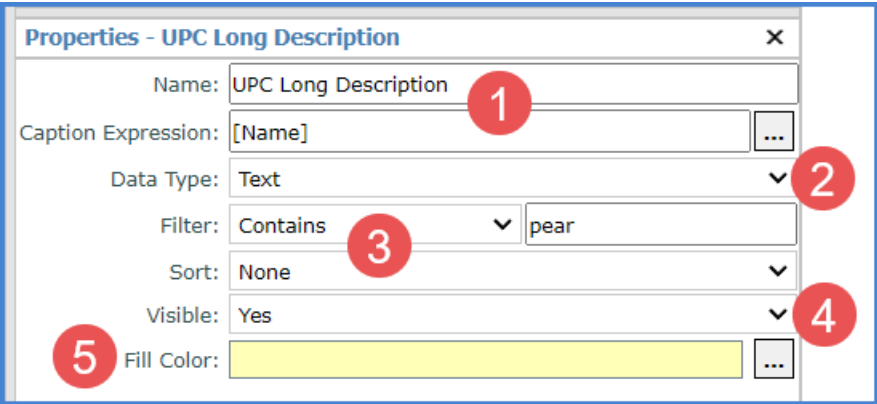 Properties - UPC Long Description ×
Name: UPC Long Description
1
Caption Expression: [Name] ...
Data Type: Text 2
Filter: Contains pear
3
Sort: None
Visible: Yes 4
5 Fill Color: ...